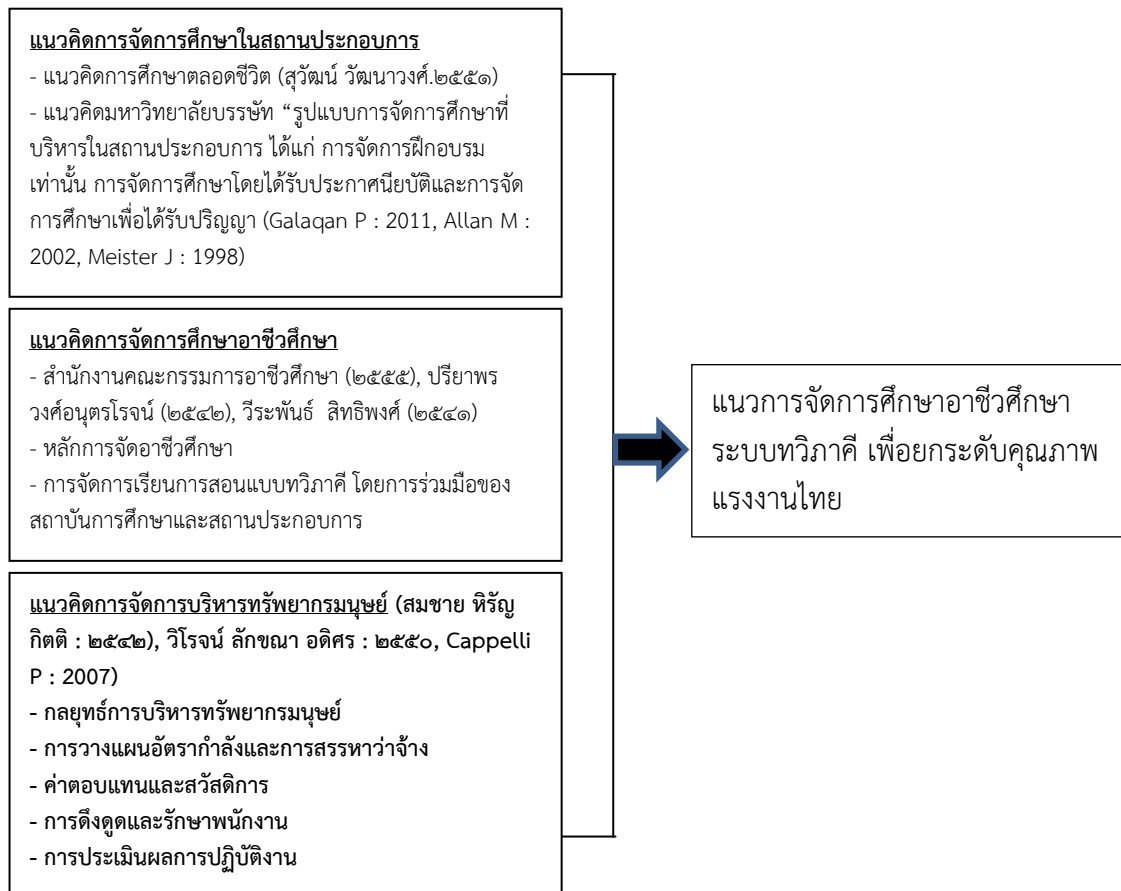 แนวคิดการจัดการศึกษาในสถานประกอบการ
- แนวคิดการศึกษาตลอดชีวิต (สุวัฒน์ วัฒนาวงศ์.๒๕๕๑)
- แนวคิดมหาวิทยาลัยบรรษัท “รูปแบบการจัดการศึกษาที่
บริหารในสถานประกอบการ ได้แก่ การจัดการฝึกอบรม
เท่านั้น การจัดการศึกษาโดยได้รับประกาศนียบัติและการจัด
การศึกษาเพื่อได้รับปริญญา (Galaqan P : 2011, Allan M :
2002, Meister J : 1998)
แนวคิดการจัดการศึกษาอาชีวศึกษา
- สำนักงานคณะกรรมการอาชีวศึกษา (๒๕๕๕), ปรียาพร
วงศ์อนุตรโรจน์ (๒๕๔๒), วีระพันธ์ สิทธิพงศ์ (๒๕๔๑)
- หลักการจัดอาชีวศึกษา
- การจัดการเรียนการสอนแบบทวิภาคี โดยการร่วมมือของ
สถาบันการศึกษาและสถานประกอบการ
แนวคิดการจัดการบริหารทรัพยากรมนุษย์ (สมชาย หิรัญ
กิตติ : ๒๕๔๒), วิโรจน์ ลักขณา อดิศร : ๒๕๕๐, Cappelli
P : 2007)
- กลยุทธ์การบริหารทรัพยากรมนุษย์
- การวางแผนอัตรากำลังและการสรรหาว่าจ้าง
- ค่าตอบแทนและสวัสดิการ
- การดึงดูดและรักษาพนักงาน
- การประเมินผลการปฏิบัติงาน
แนวการจัดการศึกษาอาชีวศึกษา
ระบบทวิภาคี เพื่อยกระดับคุณภาพ
แรงงานไทย